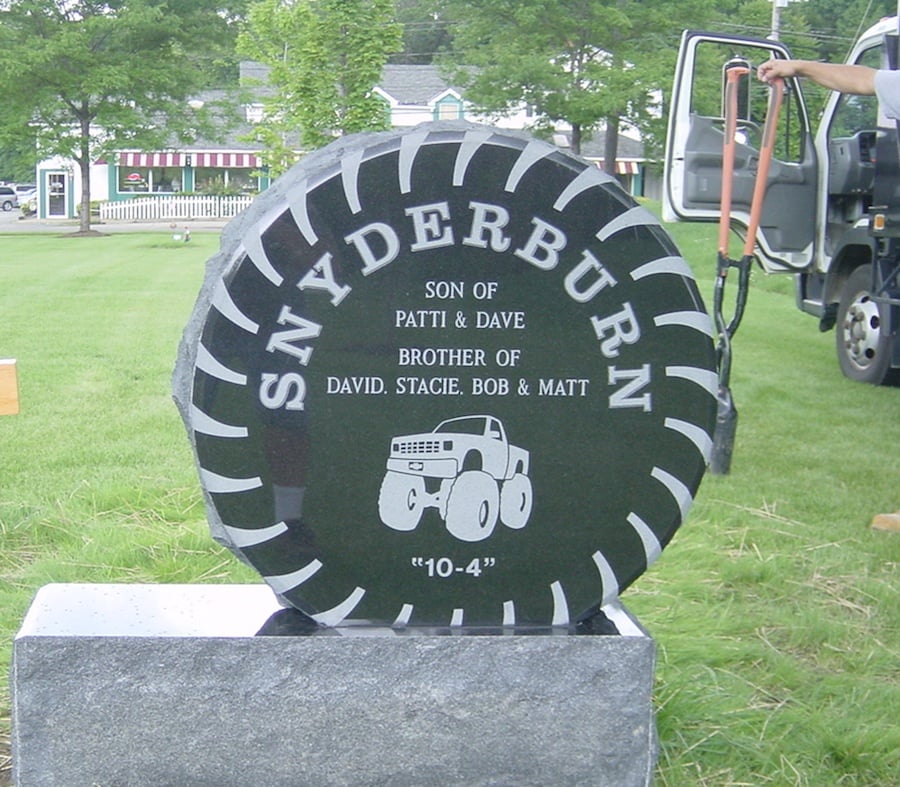 SNYDERBURN
SON OF
PATTI & DAVE
BROTHER OF
DAVID, STACIE, BOB & MATT
"10-4"